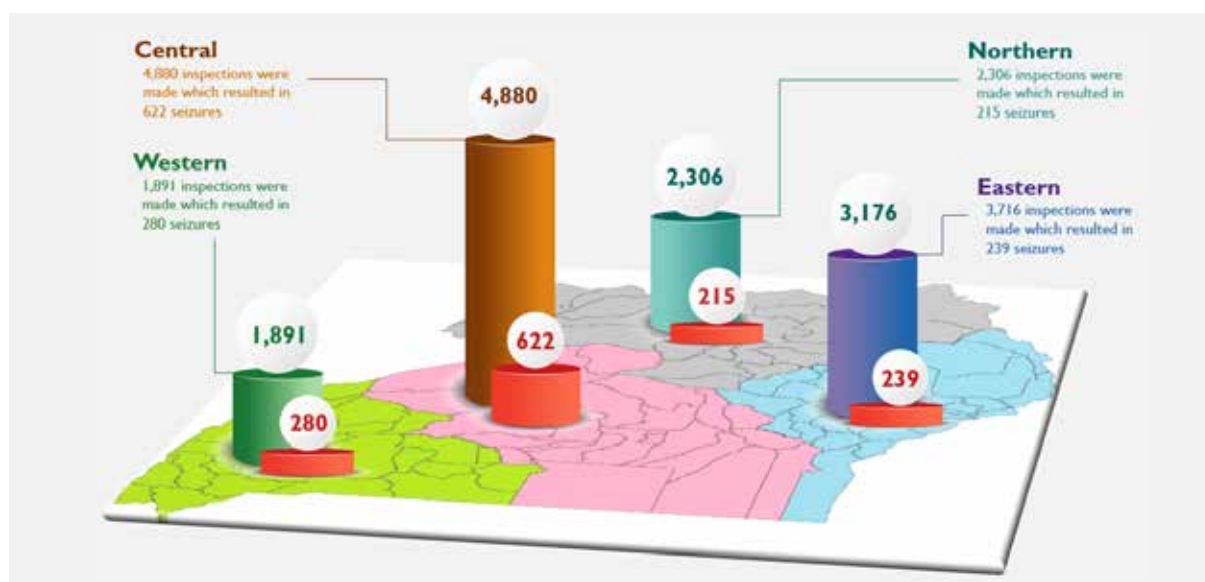 Central
4,880 inspections were
made which resulted in
622 seizures
Northern
2,306 inspections were
made which resulted in
215 seizures
Western
1,891 inspections were
made which resulted in
280 seizures
Eastern
3,716 inspections were
made which resulted in
239 seizures
4,880
2,306
3,176
1,891
622
215
239
280